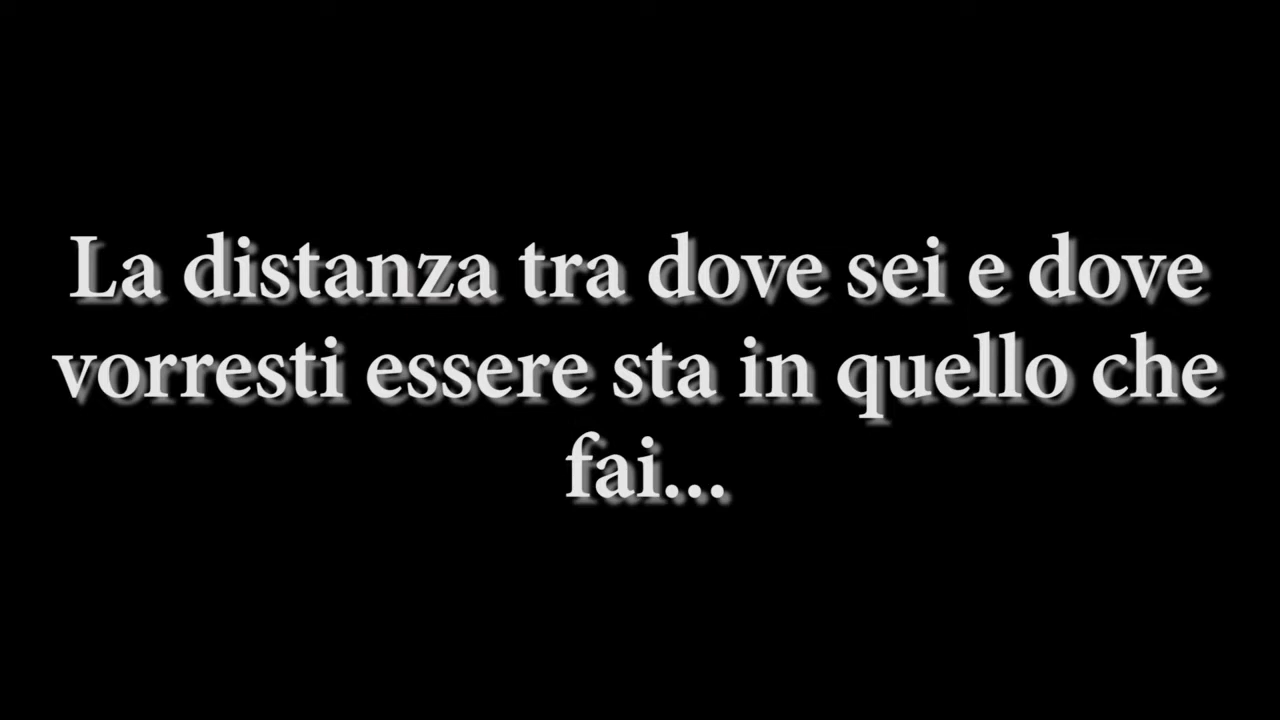 La distanza tra dove sei e dove
vorresti essere sta in quello che
fai...